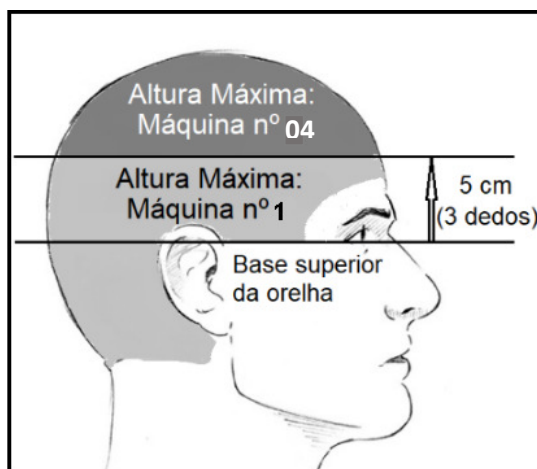 Altura Máxima:
Máquina nº 04
Altura Máxima:
Máquina nº 1
5 cm
(3 dedos)
Base superior
da orelha